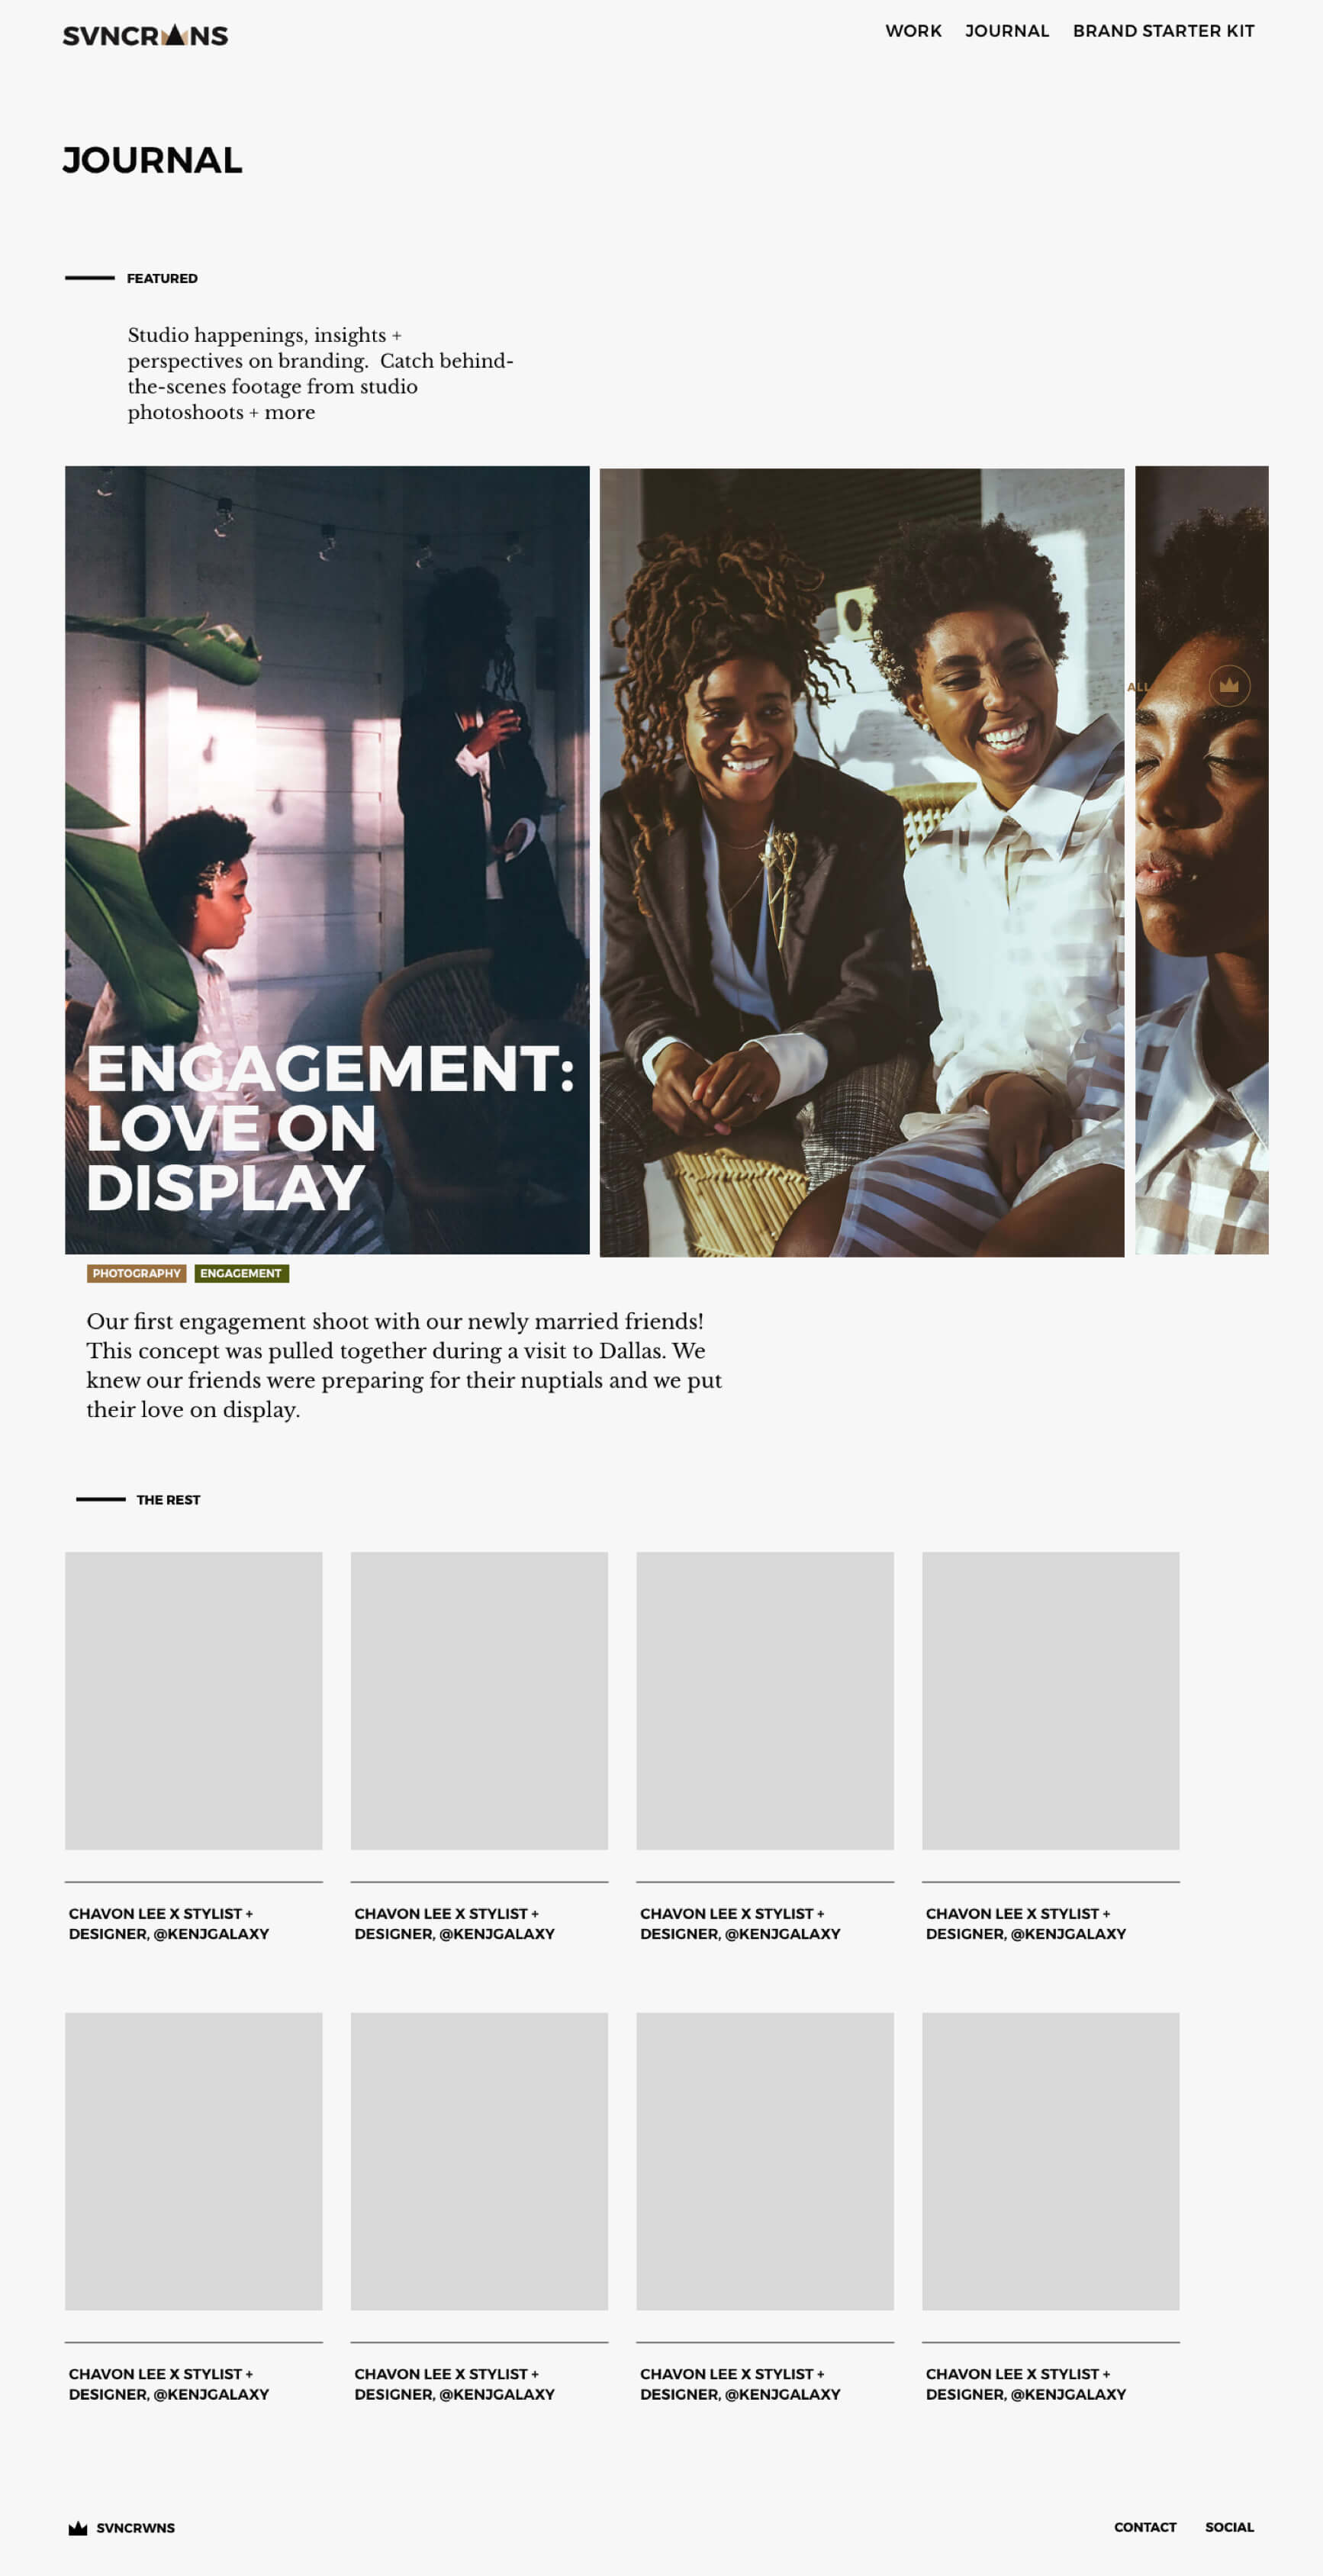 SVNCRWNS
WORK JOURNAL BRAND STARTER KIT
JOURNAL
FEATURED
Studio happenings, insights +
perspectives on branding. Catch behind-
the-scenes footage from studio
photoshoots + more
ALL
ENGAGEMENT:
LOVE ON
DISPLAY
PHOTOGRAPHY ENGAGEMENT
Our first engagement shoot with our newly married friends!
This concept was pulled together during a visit to Dallas. We
knew our friends were preparing for their nuptials and we put
their love on display.
THE REST
CHAVON LEE X STYLIST +
DESIGNER, @KENJGALAXY
CHAVON LEE X STYLIST +
DESIGNER, @KENJGALAXY
CHAVON LEE X STYLIST +
DESIGNER, @KENJGALAXY
CHAVON LEE X STYLIST +
DESIGNER, @KENJGALAXY
CHAVON LEE X STYLIST +
DESIGNER, @KENJGALAXY
CHAVON LEE X STYLIST +
DESIGNER, @KENJGALAXY
CHAVON LEE X STYLIST +
DESIGNER, @KENJGALAXY
CHAVON LEE X STYLIST +
DESIGNER, @KENJGALAXY
SVNCRWNS
CONTACT SOCIAL